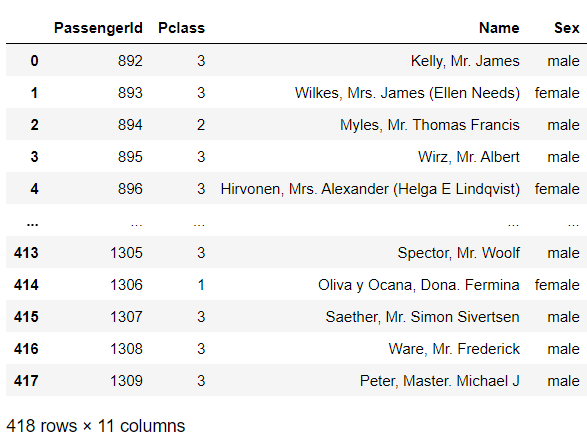 PassengerId Pclass Name Sex
0 892 3 Kelly, Mr. James male
1 893 3 Wilkes, Mrs. James (Ellen Needs) female
2 894 2 Myles, Mr. Thomas Francis male
3 895 3 Wirz, Mr. Albert male
4 896 3 Hirvonen, Mrs. Alexander (Helga E Lindqvist) female
... ... ... ... ...
413 1305 3 Spector, Mr. Woolf male
414 1306 1 Oliva y Ocana, Dona. Fermina female
415 1307 3 Saether, Mr. Simon Sivertsen male
416 1308 3 Ware, Mr. Frederick male
417 1309 3 Peter, Master. Michael J male
418 rows × 11 columns